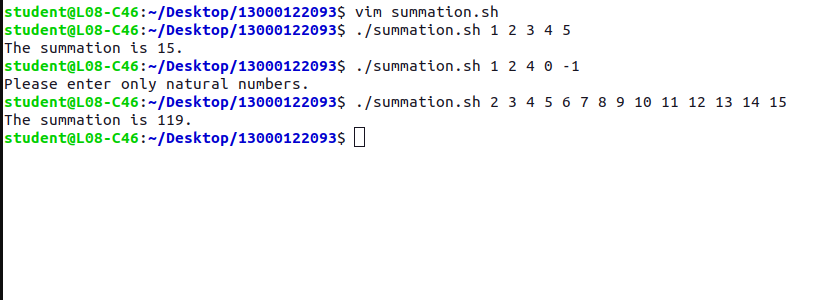 student@L08-C46:~/Desktop/13000122093$ vim summation.sh
student@L08-C46:~/Desktop/13000122093$ ./summation.sh 1 2 3 4 5
The summation is 15.
student@L08-C46:~/Desktop/13000122093$ ./summation.sh 1 2 4 0 -1
Please enter only natural numbers.
student@L08-C46:~/Desktop/13000122093$ ./summation.sh 2 3 4 5 6 7 8 9 10 11 12 13 14 15
The summation is 119.
student@L08-C46:~/Desktop/13000122093$